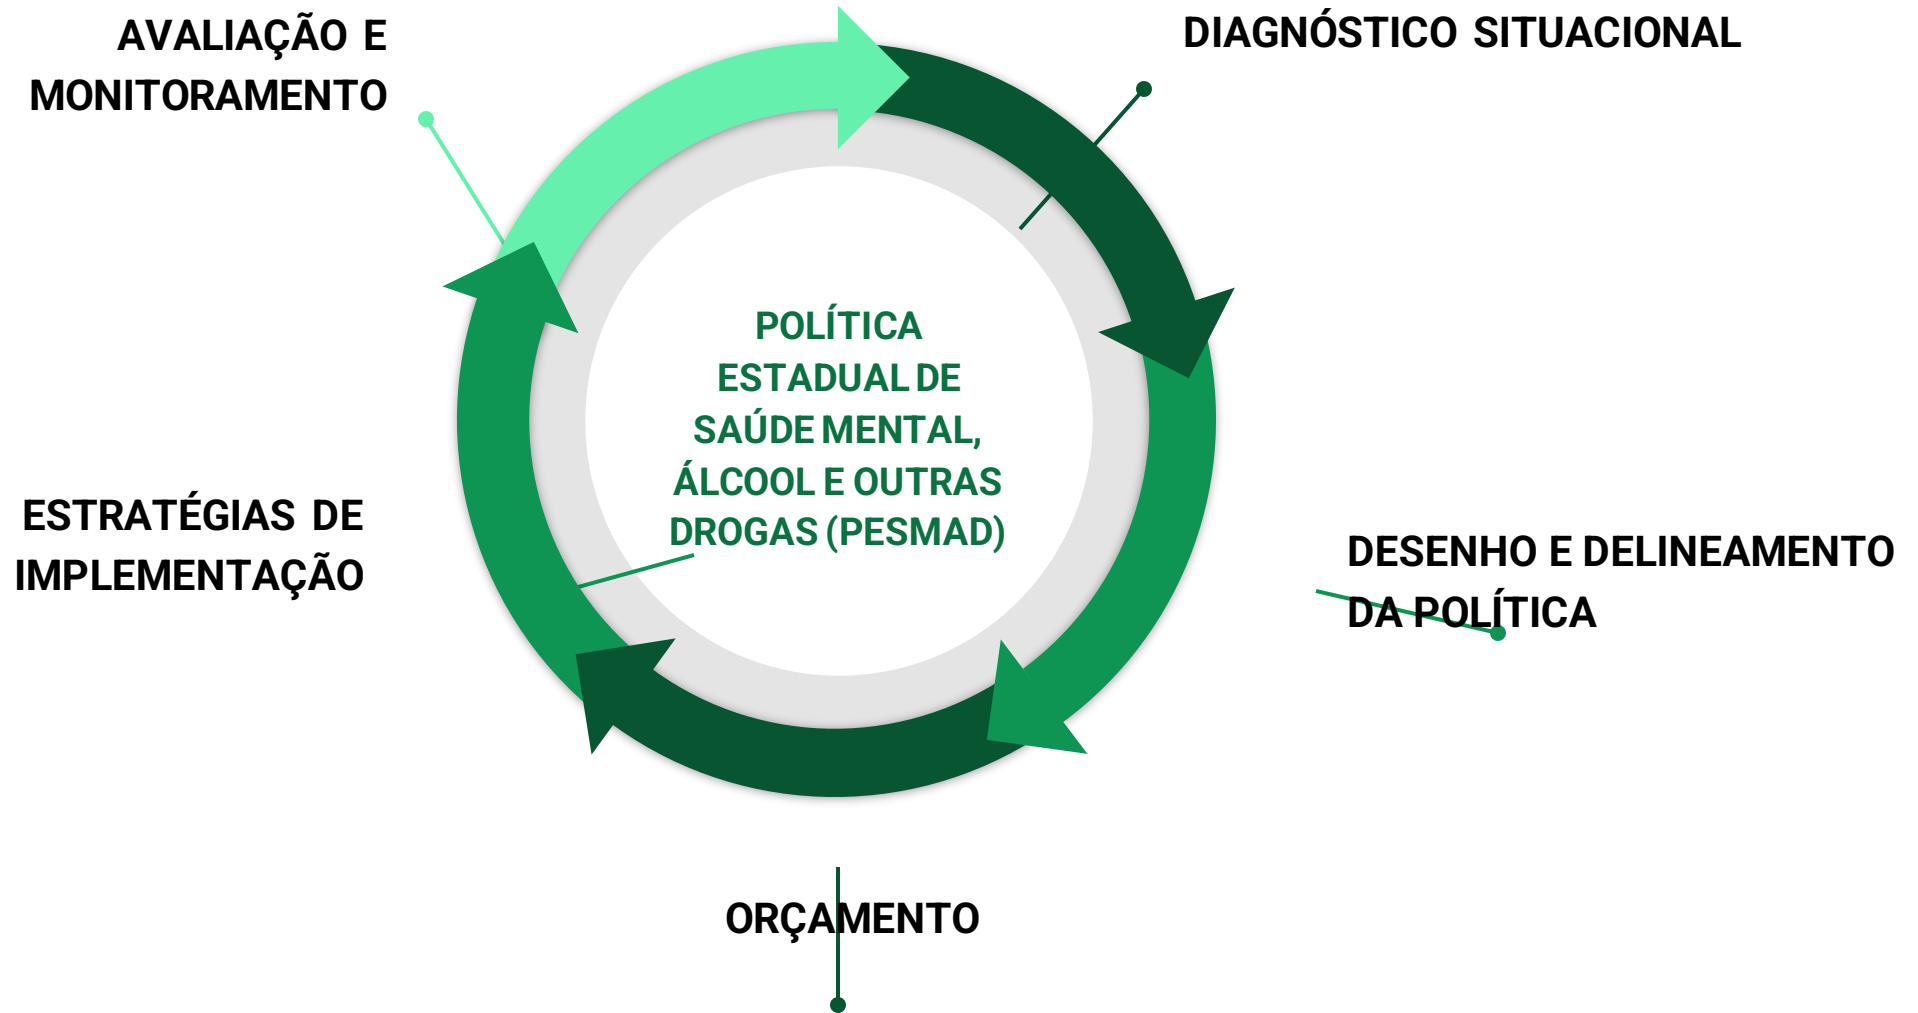 AVALIAÇÃO E
MONITORAMENTO
DIAGNÓSTICO SITUACIONAL
POLÍTICA
ESTADUAL DE
SAÚDE MENTAL,
ÁLCOOL E OUTRAS
DROGAS (PESMAD)
ESTRATÉGIAS DE
IMPLEMENTAÇÃO
DESENHO E DELINEAMENTO
DA POLÍTICA
ORÇAMENTO